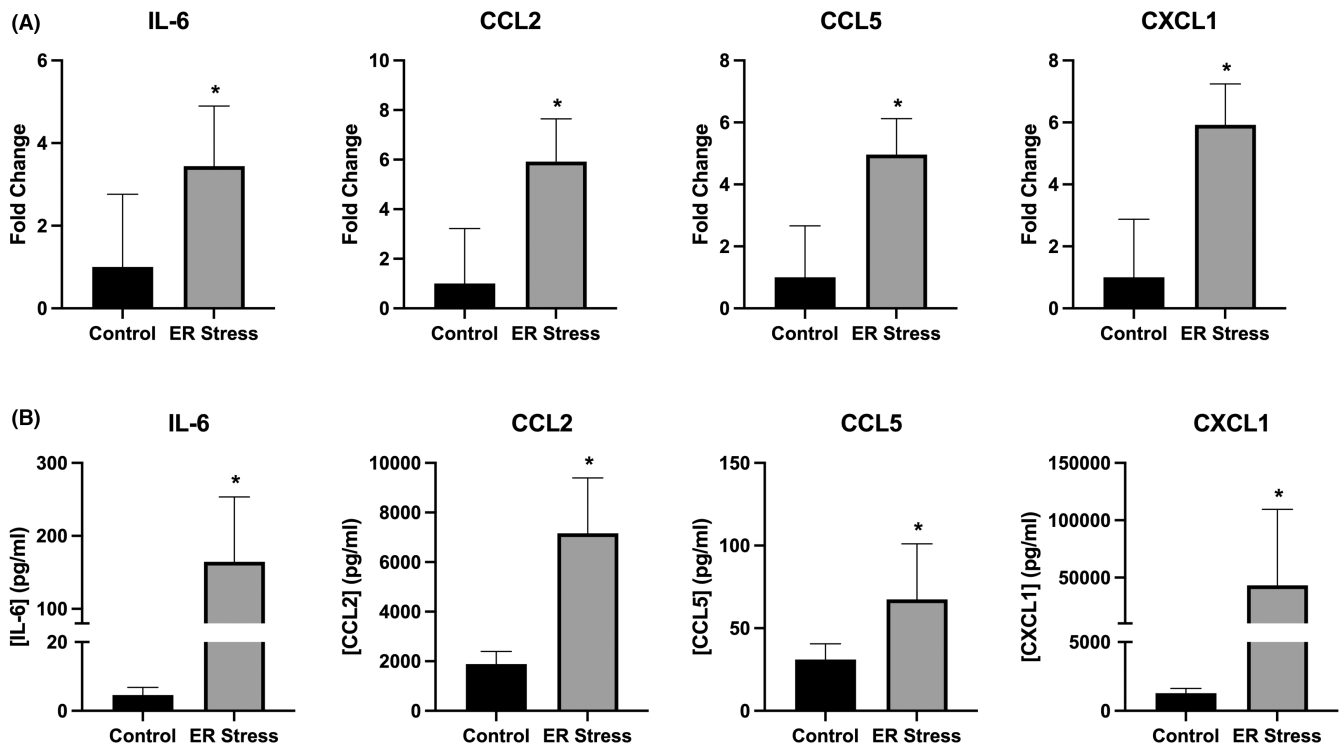 (A)
IL-6
CCL2
CCL5
CXCL1
Fold Change
6
4
2
0
*
Control
ER Stress
Fold Change
10
8
6
4
2
0
*
Control
ER Stress
Fold Change
8
6
4
2
0
*
Control
ER Stress
Fold Change
8
6
4
2
0
*
Control
ER Stress
(B)
IL-6
CCL2
CCL5
CXCL1
[IL-6] (pg/ml)
300
200
100
20
0
*
Control
ER Stress
[CCL2] (pg/ml)
10000
8000
6000
4000
2000
0
*
Control
ER Stress
[CCL5] (pg/ml)
150
100
50
0
*
Control
ER Stress
[CXCL1] (pg/ml)
150000
100000
50000
5000
0
*
Control
ER Stress